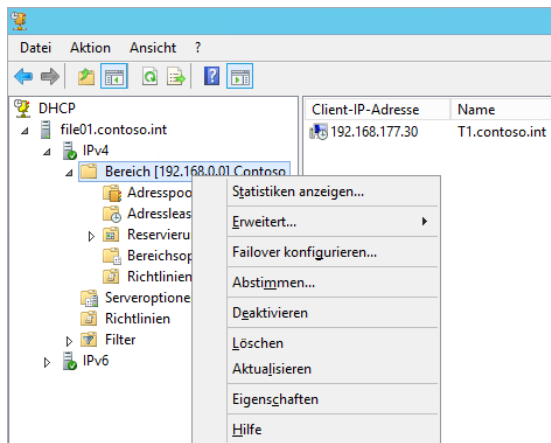 Datei Aktion Ansicht ?
DHCP
file01.contoso.int
IPv4
Bereich [192.168.0.0] Contoso
Adresspoo
Adressleas
Reservieru
Bereichsop
Richtlinien
Serveroptione
Richtlinien
Filter
IPv6
Client-IP-Adresse Name
192.168.177.30 T1.contoso.int
Statistiken anzeigen...
Erweitert...
Failover konfigurieren...
Abstimmen...
Deaktivieren
Löschen
Aktualisieren
Eigenschaften
Hilfe